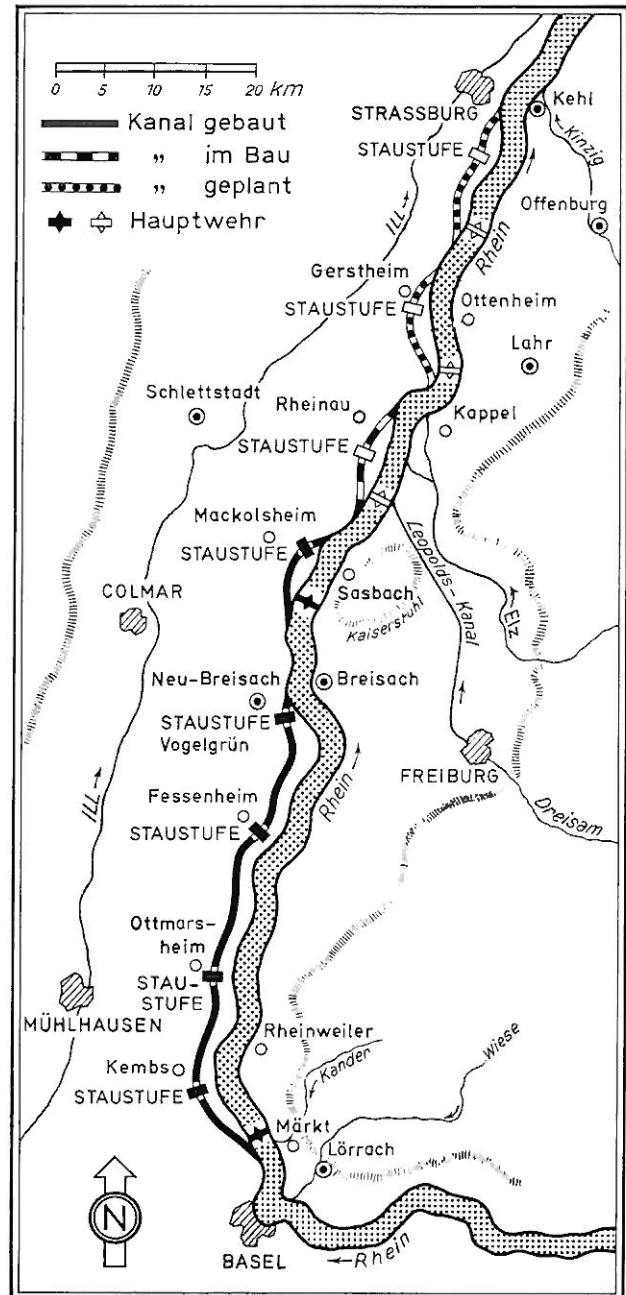 0 5 10 15 20 km
Kanal gebaut
„ im Bau
„ geplant
Hauptwehr
STRASSBURG
Kehl
STAUSTUFE
Kinzig
ILL
Offenburg
Rhein
Gerstheim
STAUSTUFE
Ottenheim
Lahr
Schlettstadt
Rheinau
Kappel
STAUSTUFE
Mackolsheim
STAUSTUFE
Leopolds-Kanal
Sasbach
Kaiserstuhl
Elz
COLMAR
Neu-Breisach
Breisach
STAUSTUFE
Vogelgrün
FREIBURG
Rhein
ILL
Fessenheim
STAUSTUFE
Dreisam
Ottmars-
heim
STAU-
STUFE
MÜHLHAUSEN
Rheinweiler
Wiese
Kembs
Kander
STAUSTUFE
Märkt
Lörrach
N
BASEL
Rhein